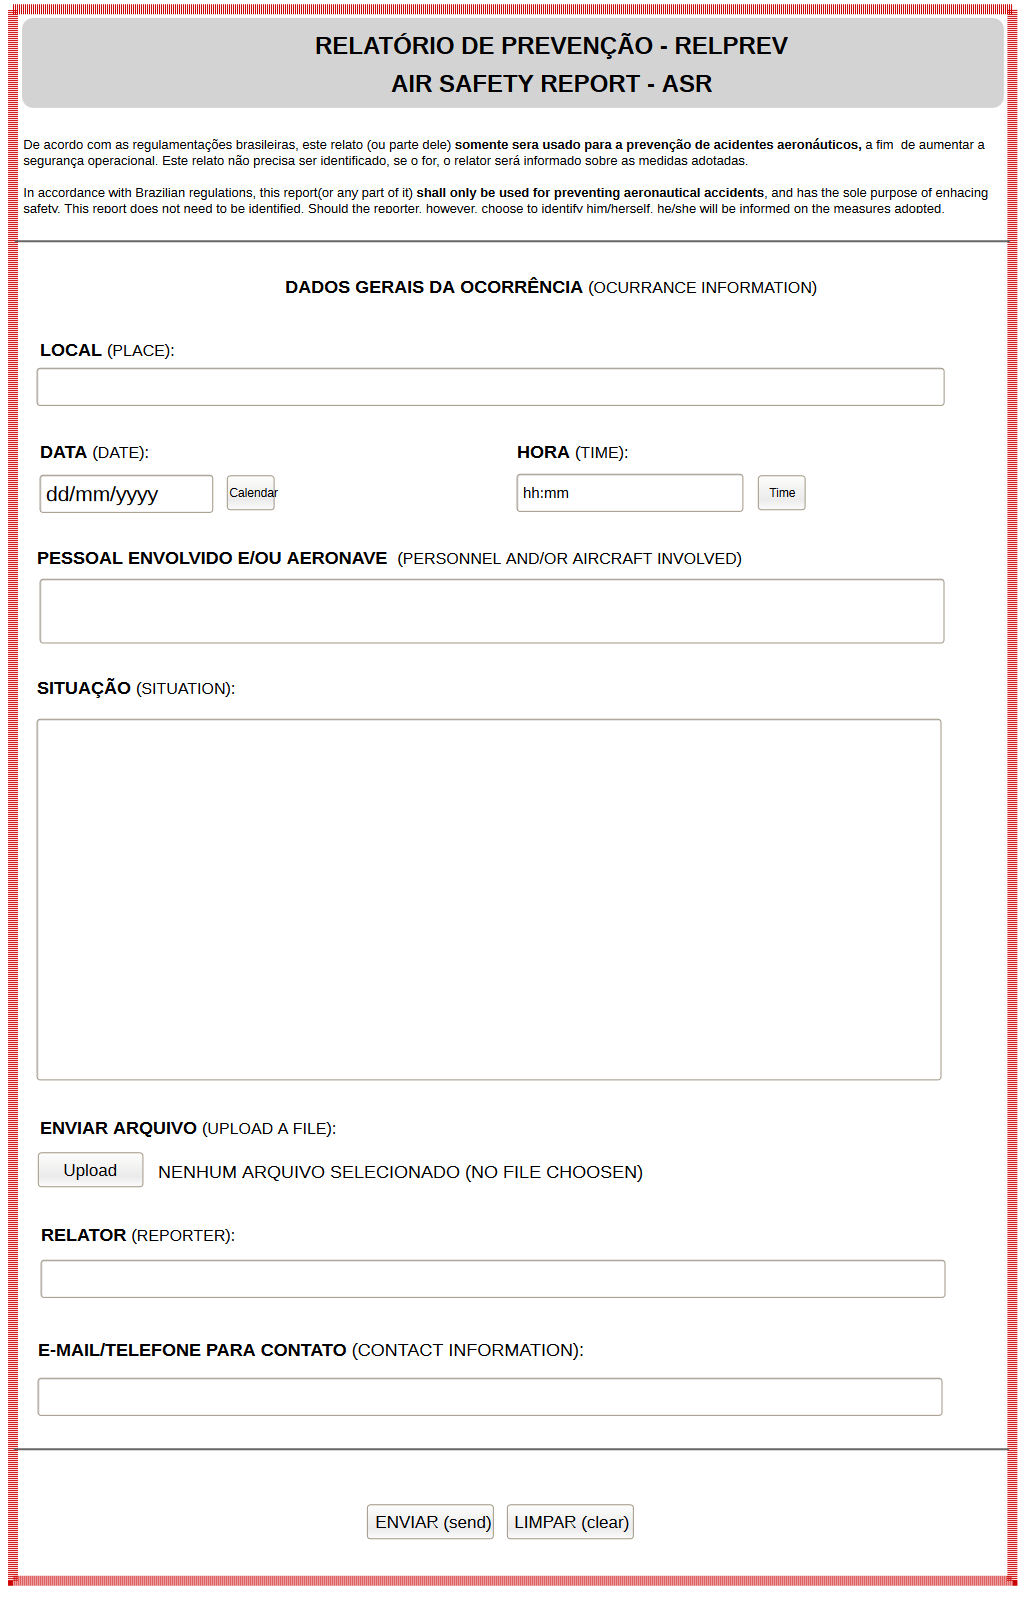 RELATÓRIO DE PREVENÇÃO - RELPREV
AIR SAFETY REPORT - ASR
De acordo com as regulamentações brasileiras, este relato (ou parte dele) somente sera usado para a prevenção de acidentes aeronáuticos, a fim de aumentar a
segurança operacional. Este relato não precisa ser identificado, se o for, o relator será informado sobre as medidas adotadas.
In accordance with Brazilian regulations, this report(or any part of it) shall only be used for preventing aeronautical accidents, and has the sole purpose of enhacing
safety. This report does not need to be identified. Should the reporter, however, choose to identify him/herself, he/she will be informed on the measures adopted.
DADOS GERAIS DA OCORRÊNCIA (OCURRANCE INFORMATION)
LOCAL (PLACE):
DATA (DATE): HORA (TIME):
dd/mm/yyyy Calendar hh:mm Time
PESSOAL ENVOLVIDO E/OU AERONAVE (PERSONNEL AND/OR AIRCRAFT INVOLVED)
SITUAÇÃO (SITUATION):
ENVIAR ARQUIVO (UPLOAD A FILE):
Upload NENHUM ARQUIVO SELECIONADO (NO FILE CHOOSEN)
RELATOR (REPORTER):
E-MAIL/TELEFONE PARA CONTATO (CONTACT INFORMATION):
ENVIAR (send) LIMPAR (clear)